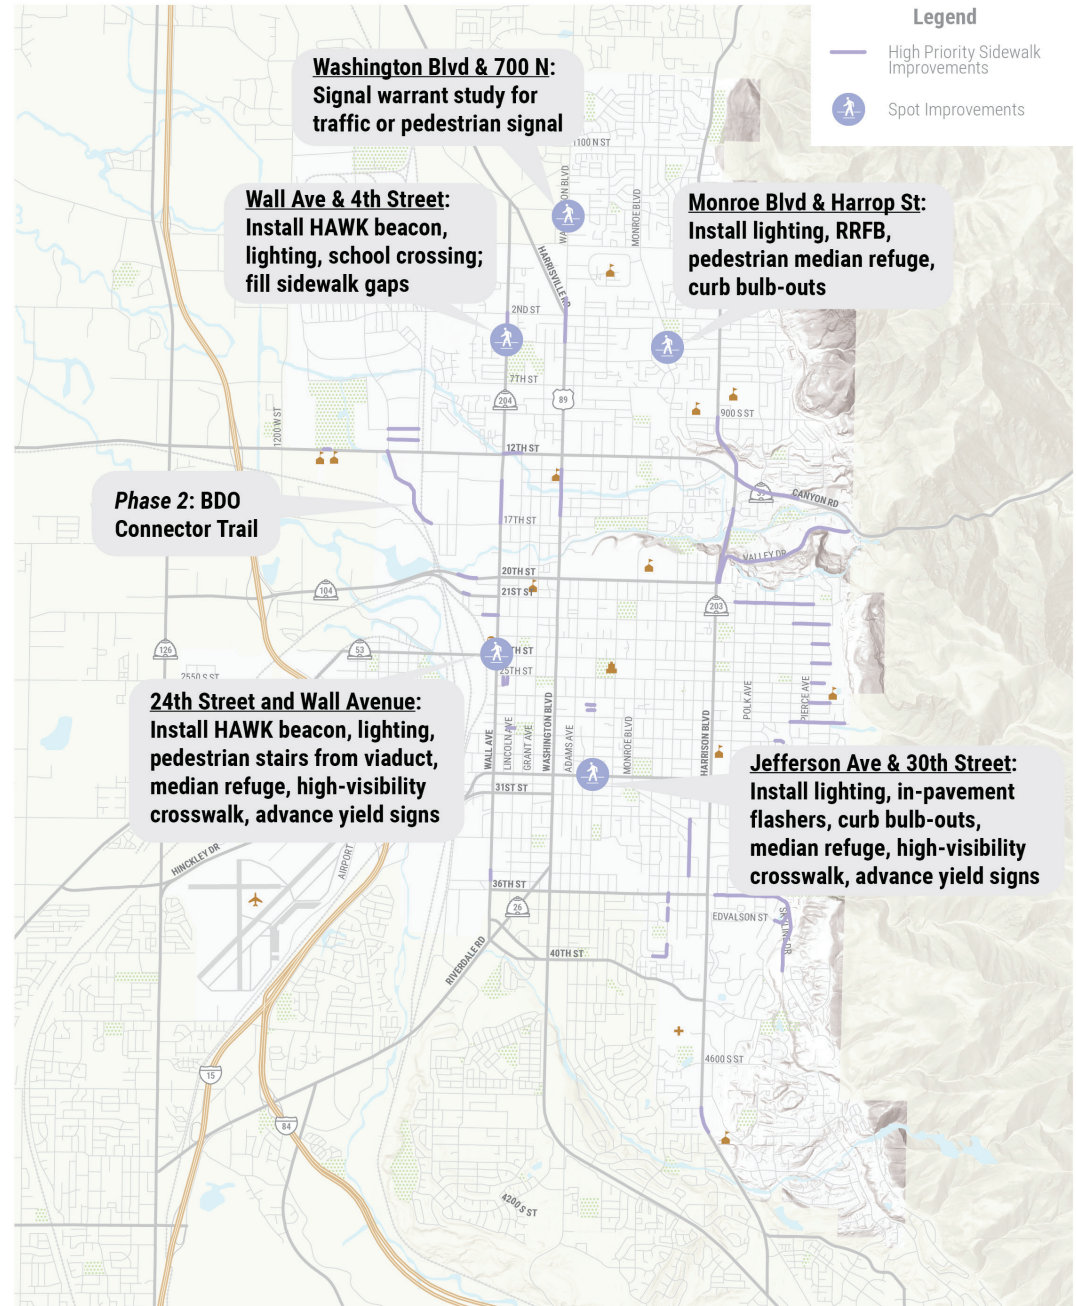 Legend
High Priority Sidewalk
Improvements
Spot Improvements
Washington Blvd & 700 N:
Signal warrant study for
traffic or pedestrian signal
1100 N ST
MONROE BLVD
Wall Ave & 4th Street:
Install HAWK beacon,
lighting, school crossing;
fill sidewalk gaps
Monroe Blvd & Harrop St:
Install lighting, RRFB,
pedestrian median refuge,
curb bulb-outs
HARRISVILLE RD
2ND ST
7TH ST
204
89
900 S ST
1200 W ST
12TH ST
CANYON RD
Phase 2: BDO
Connector Trail
17TH ST
VALLEY DR
20TH ST
21ST ST
104
203
126
53
25TH ST
2550 S ST
24th Street and Wall Avenue:
Install HAWK beacon, lighting,
pedestrian stairs from viaduct,
median refuge, high-visibility
crosswalk, advance yield signs
WALL AVE
LINCOLN AVE
GRANT AVE
WASHINGTON BLVD
ADAMS AVE
MONROE BLVD
HARRISON BLVD
POLK AVE
PIERCE AVE
Jefferson Ave & 30th Street:
Install lighting, in-pavement
flashers, curb bulb-outs,
median refuge, high-visibility
crosswalk, advance yield signs
31ST ST
HINCKLEY DR
AIRPORT
36TH ST
26
EDVALSON ST
SKYLINE DR
RIVERDALE RD
40TH ST
4600 S ST
15
84
4200 S ST